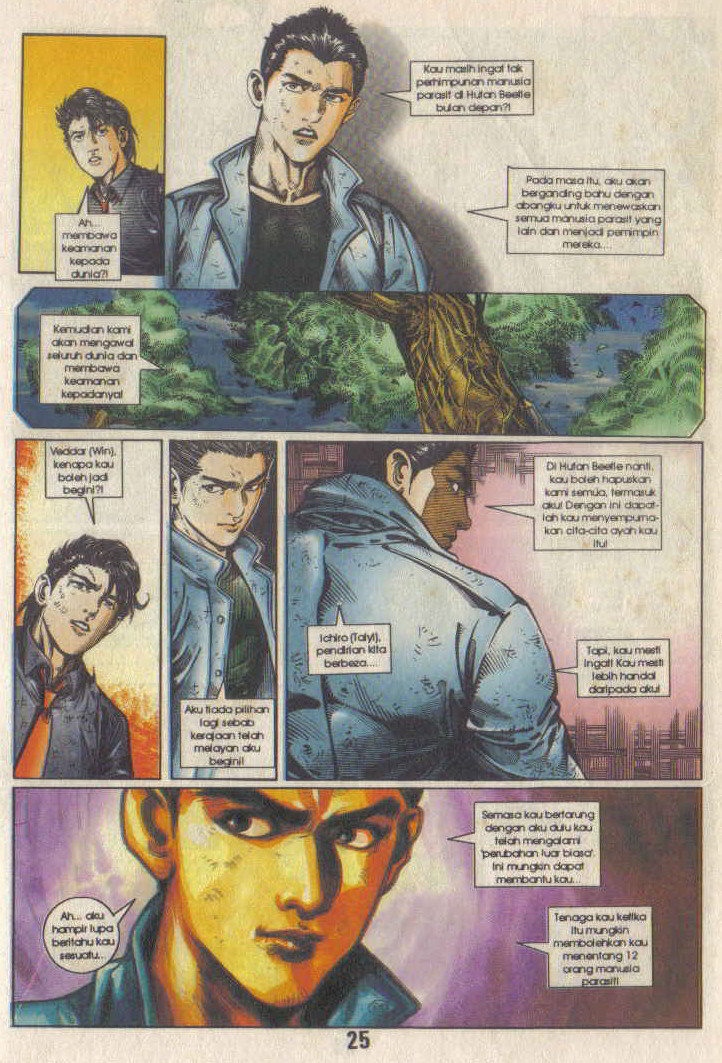 Kau masih ingat tak
perhimpunan manusia
parasit di Hutan Beetle
bulan depan?!
Pada masa itu, aku akan
berganding bahu dengan
abangku untuk menewaskan
semua manusia parasit yang
lain dan menjadi pemimpin
mereka....
Ah...
membawa
keamanan
kepada
dunia?!
Kemudian kami
akan mengawal
seluruh dunia dan
membawa
keamanan
kepadanya!
Veddar (Win),
kenapa kau
boleh jadi
begini?!
Aku tiada pilihan
lagi sebab
kerajaan telah
melayan aku
begini!
Di Hutan Beetle nanti,
kau boleh hapuskan
kami semua, termasuk
aku! Dengan ini dapat-
lah kau menyempurna-
kan cita-cita ayah kau
itu!
Ichiro (Taiyi),
pendirian kita
berbeza....
Tapi, kau mesti
ingat! Kau mesti
lebih handal
daripada aku!
Semasa kau bertarung
dengan aku dulu kau
telah mengalami
'perubahan luar biasa'.
Ini mungkin dapat
membantu kau...
Ah... aku
hampir lupa
beritahu kau
sesuatu...
Tenaga kau ketika
itu mungkin
membolehkan kau
menentang 12
orang manusia
parasit!
25